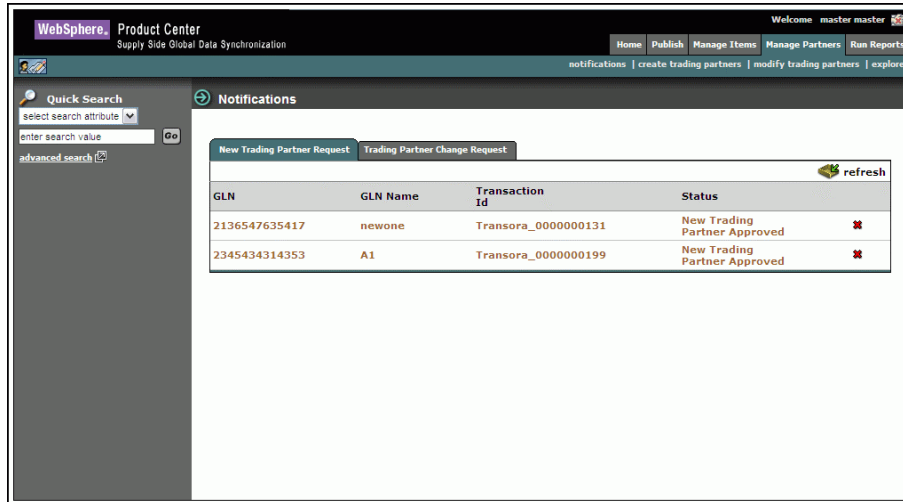 Welcome master master
WebSphere. Product Center
Supply Side Global Data Synchronization
Home Publish Manage Items Manage Partners Run Reports
notifications | create trading partners | modify trading partners | explore
Quick Search
select search attribute
enter search value Go
advanced search
Notifications
New Trading Partner Request Trading Partner Change Request
refresh
GLN GLN Name Transaction Id Status
2136547635417 newone Transora_0000000131 New Trading Partner Approved
2345434314353 A1 Transora_0000000199 New Trading Partner Approved